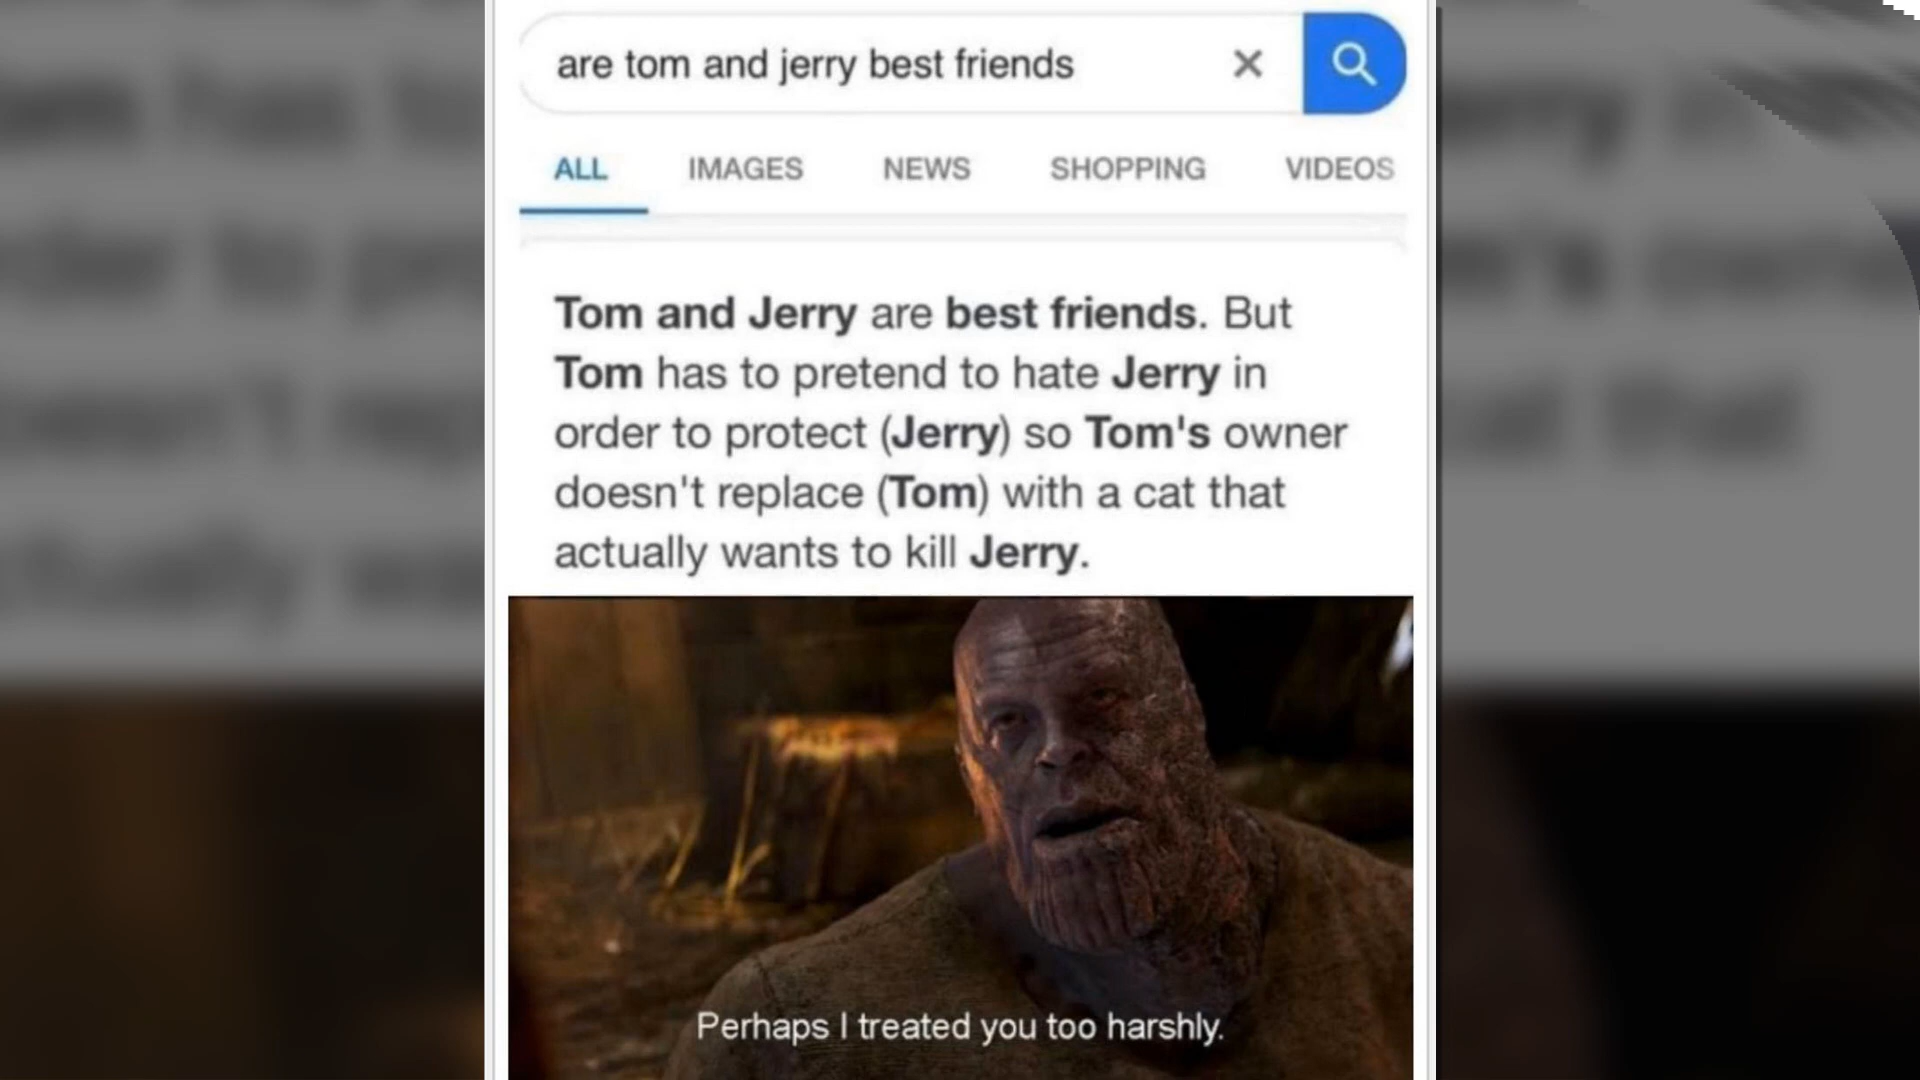 are tom and jerry best friends
ALL IMAGES NEWS SHOPPING VIDEOS
Tom and Jerry are best friends. But
Tom has to pretend to hate Jerry in
order to protect (Jerry) so Tom's owner
doesn't replace (Tom) with a cat that
actually wants to kill Jerry.
Perhaps I treated you too harshly.